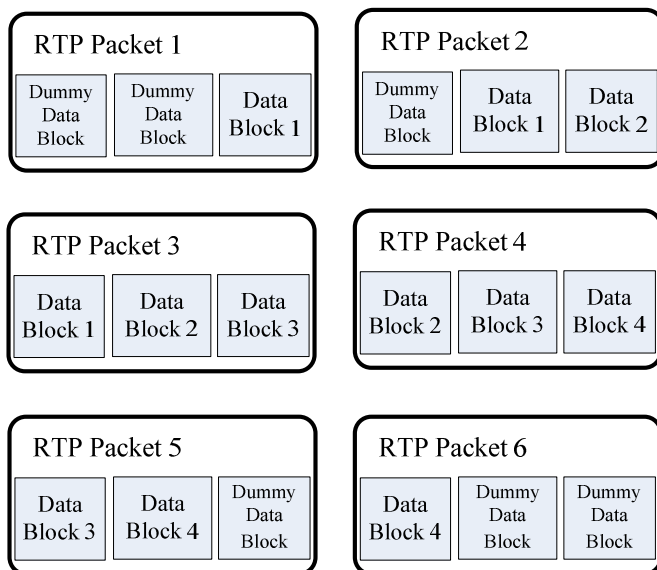 RTP Packet 1
Dummy
Data
Block
Dummy
Data
Block
Data
Block 1
RTP Packet 2
Dummy
Data
Block
Data
Block 1
Data
Block 2
RTP Packet 3
Data
Block 1
Data
Block 2
Data
Block 3
RTP Packet 4
Data
Block 2
Data
Block 3
Data
Block 4
RTP Packet 5
Data
Block 3
Data
Block 4
Dummy
Data
Block
RTP Packet 6
Data
Block 4
Dummy
Data
Block
Dummy
Data
Block